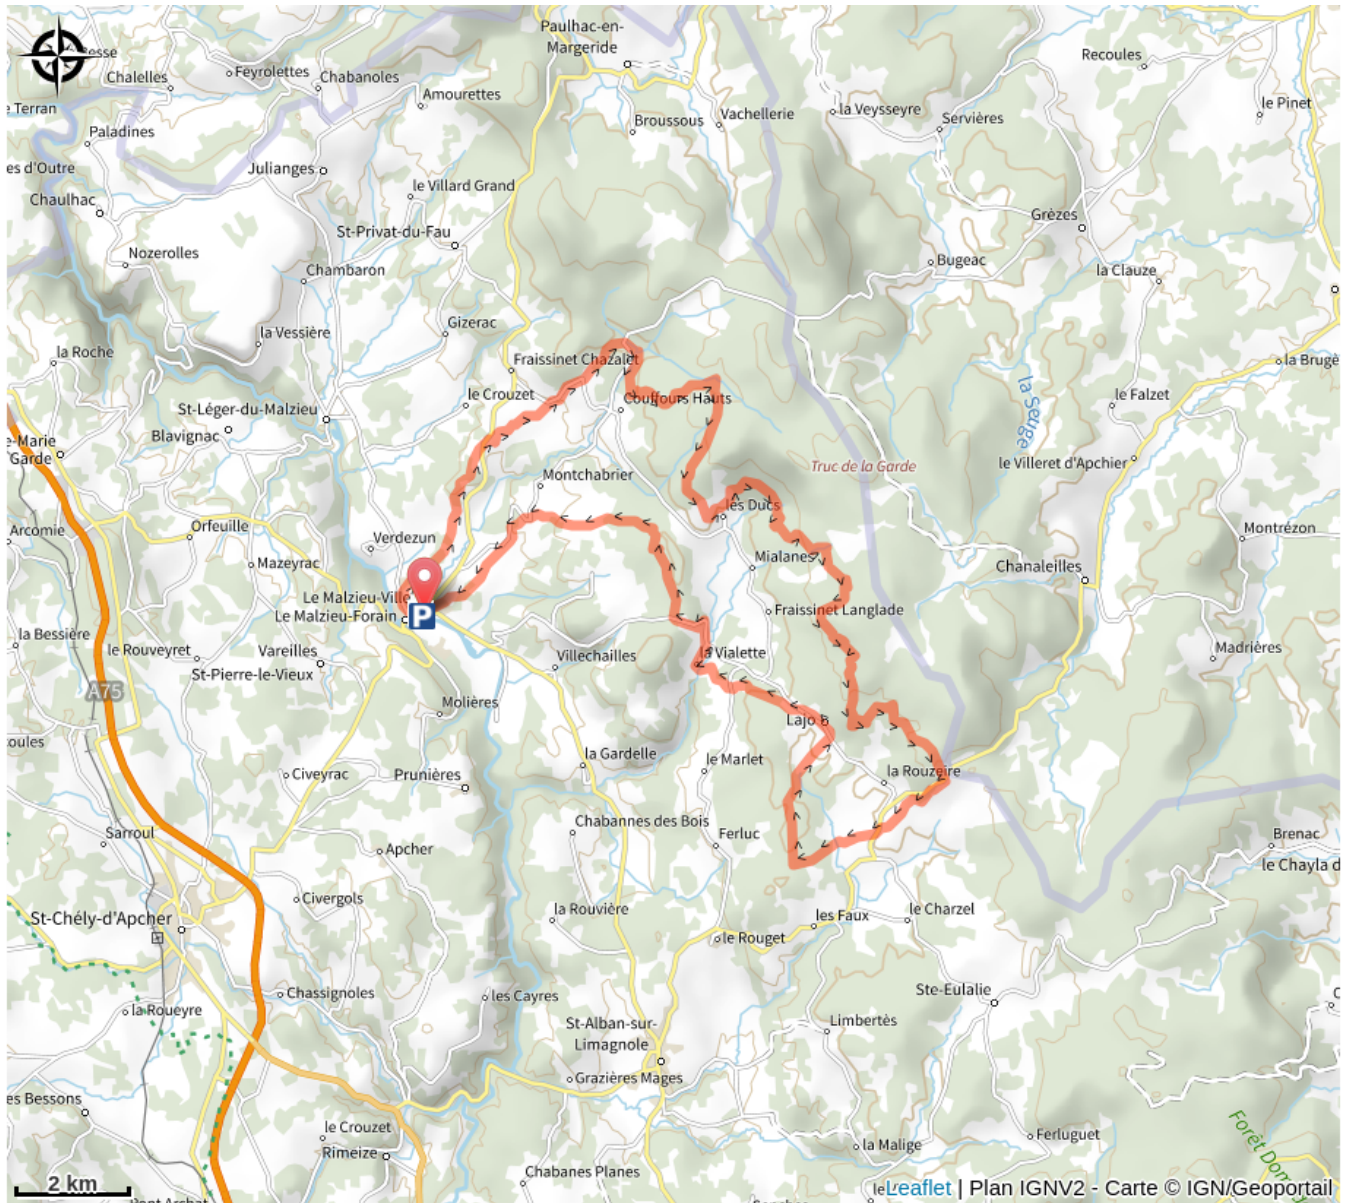 Paulhac-en-
Margeride
Chalelles
Feyrolettes
Chabanoles
Recoules
Amourettes
e Terran
Paladines
Broussous
Vachellerie
la Veysseyre
Servières
le Pinet
es d'Outre
Julianges
le Villard Grand
Chaulhac
St-Privat-du-Fau
Grèzes
Nozerolles
Chambaron
Bugeac
la Clauze
la Vessière
Gizerac
la Roche
Fraissinet Chazalet
la Brugè
le Crouzet
Couffours Hauts
la Seuge
le Falzet
St-Léger-du-Malzieu
Blavignac
e-Marie
Garde
Montchabrier
Truc de la Garde
le Villeret d'Apchier
les Ducs
Arcomie
Orfeuille
Verdezun
Montrézon
Mazeyrac
Mialanes
Chanaleilles
Le Malzieu-Ville
P
Le Malzieu-Forain
Fraissinet Langlade
la Bessière
le Rouveyret
Vareilles
Villechailles
la Vialette
Madrières
St-Pierre-le-Vieux
A75
Molières
Lajo
oules
la Gardelle
le Marlet
la Rouzeire
Civeyrac
Prunières
Sarroul
Chabannes des Bois
Ferluc
Brenac
Apcher
le Chayla d
Civergols
St-Chély-d'Apcher
la Rouvière
les Faux
le Charzel
le Rouget
Chassignoles
les Cayres
Ste-Eulalie
la Roueyre
St-Alban-sur-
Limagnole
Limbertès
Grazières Mages
es Bessons
le Crouzet
Rimeize
la Malige
Ferluguet
Chabanes Planes
2 km
Leaflet | Plan IGNV2 - Carte © IGN/Geoportail